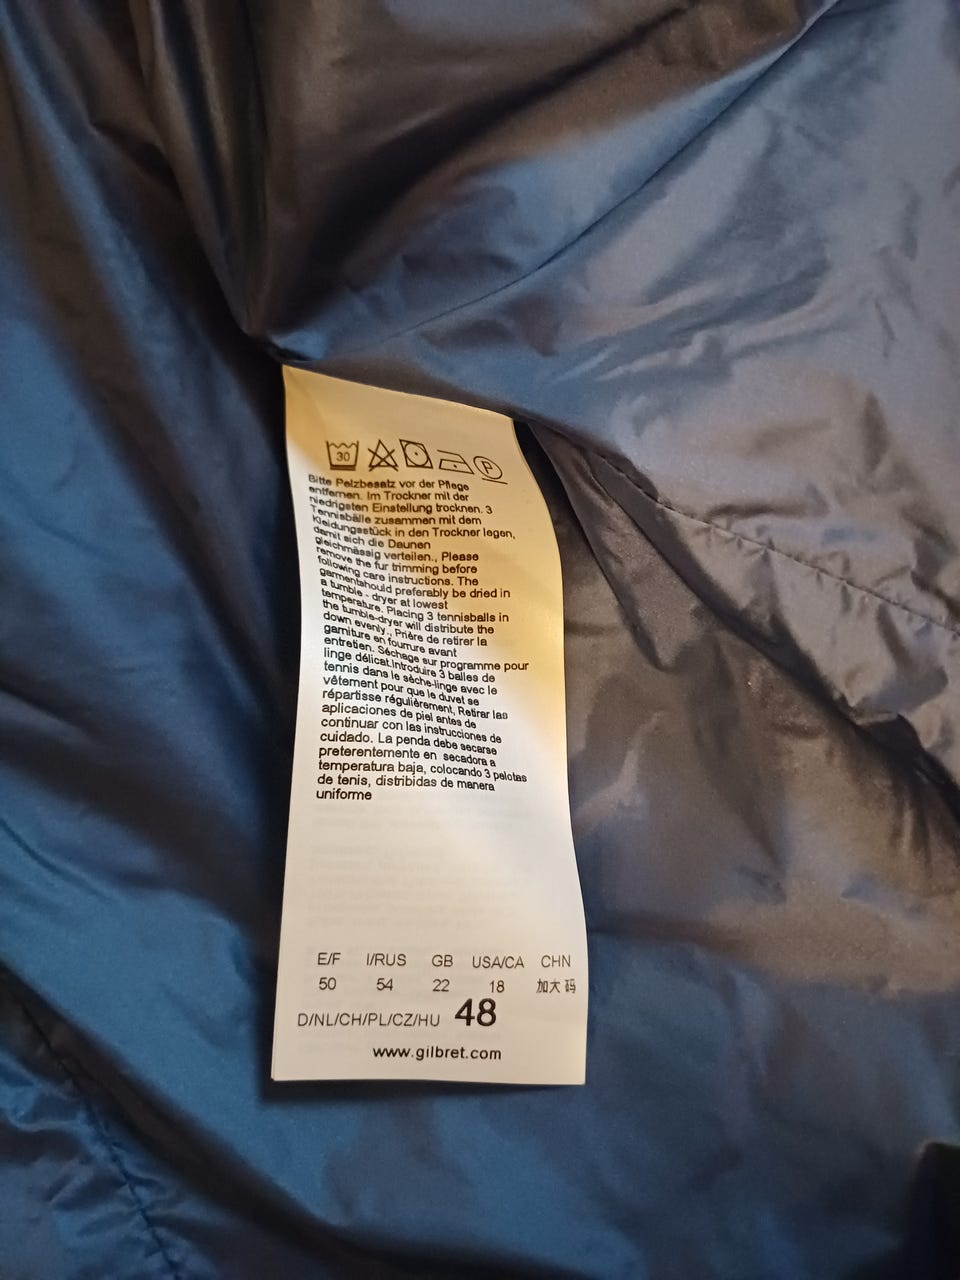 30 P
Bitte Pelzbesatz vor der Pflege
entfernen. Im Trockner mit der
niedrigsten Einstellung trocknen. 3
Tennisbälle zusammen mit dem
Kleidungsstück in den Trockner legen,
damit sich die Daunen
gleichmässig verteilen., Please
remove the fur trimming before
following care instructions. The
garmentshould preferably be dried in
a tumble - dryer at lowest
temperature. Placing 3 tennisballs in
the tumble-dryer will distribute the
down evenly., Prière de retirer la
garniture en fourrure avant
entretien. Séchage sur programme pour
linge délicat.Introduire 3 balles de
tennis dans le sèche-linge avec le
vêtement pour que le duvet se
répartisse régulièrement, Retirar las
aplicaciones de piel antes de
continuar con las instrucciones de
cuidado. La penda debe secarse
preterentemente en secadora a
temperatura baja, colocando 3 pelotas
de tenis, distribidas de manera
uniforme
E/F I/RUS GB USA/CA CHN
50 54 22 18 加大码
D/NL/CH/PL/CZ/HU 48
www.gilbret.com